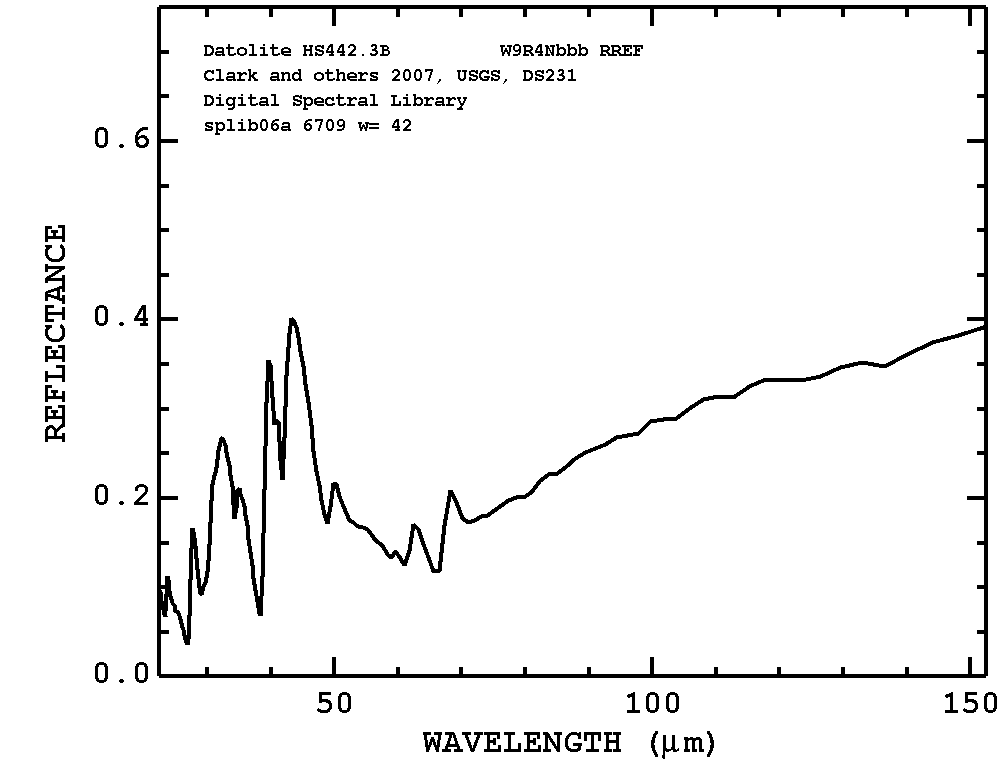 Datolite HS442.3B W9R4Nbbb RREF
Clark and others 2007, USGS, DS231
Digital Spectral Library
splib06a 6709 w= 42
0.6
0.4
0.2
0.0
REFLECTANCE
50 100 150
WAVELENGTH (μm)